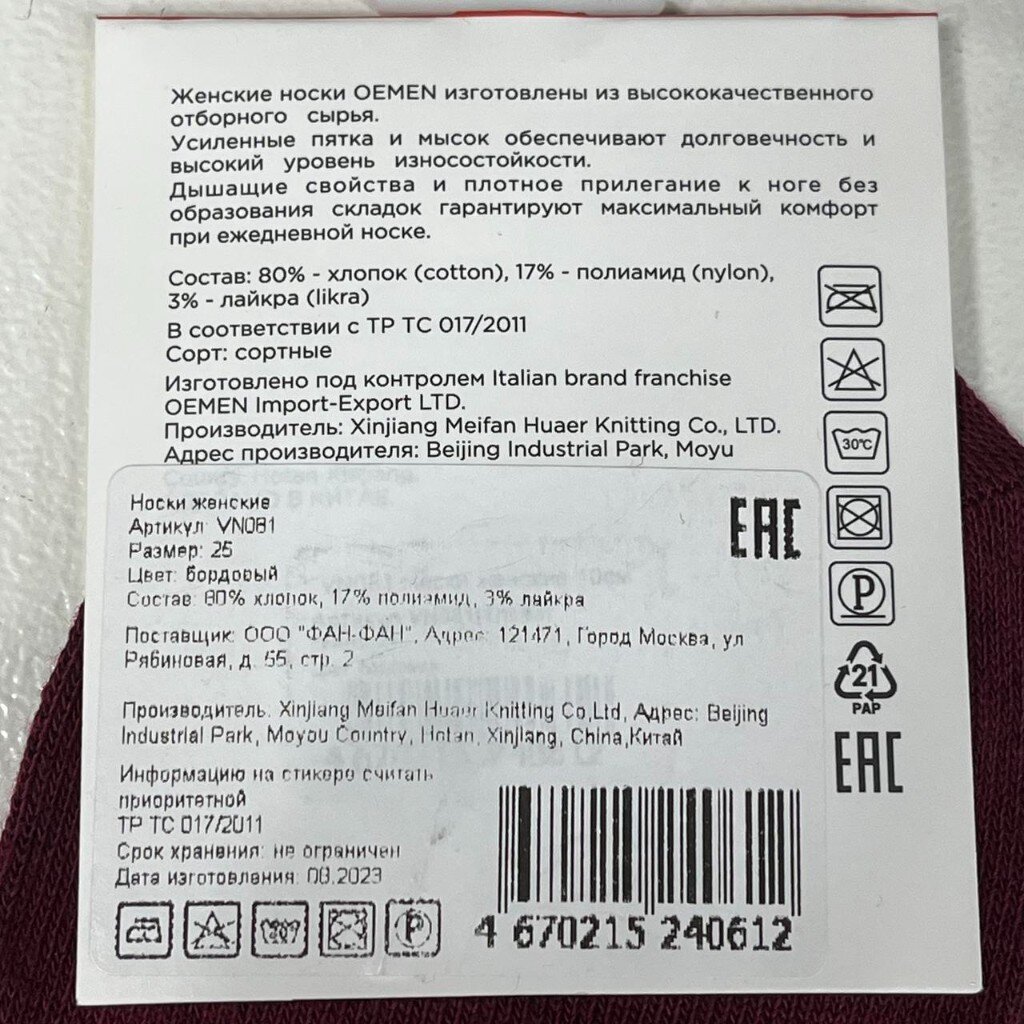 Женские носки OEMEN изготовлены из высококачественного
отборного сырья.
Усиленные пятка и мысок обеспечивают долговечность и
высокий уровень износостойкости.
Дышащие свойства и плотное прилегание к ноге без
образования складок гарантируют максимальный комфорт
при ежедневной носке.
Состав: 80% - хлопок (cotton), 17% - полиамид (nylon),
3% - лайкра (likra)
В соответствии с ТР ТС 017/2011
Сорт: сортные
Изготовлено под контролем Italian brand franchise
OEMEN Import-Export LTD.
Производитель: Xinjiang Meifan Huaer Knitting Co., LTD.
Адрес производителя: Beijing Industrial Park, Moyu
30°C
P
21
PAP
EAC
Носки женские
Артикул: VN081
Размер: 25
Цвет: бордовый
Состав: 80% хлопок, 17% полиамид, 3% лайкра
EAC
Поставщик: ООО "ФАН-ФАН", Адрес: 121471, Город Москва, ул
Рябиновая, д. 55, стр. 2
Производитель: Xinjiang Meifan Huaer Knitting Co,Ltd, Адрес: Beijing
Industrial Park, Moyou Country, Hotan, Xinjiang, China,Китай
Информацию на стикере считать
приоритетной
ТР ТС 017/2011
Срок хранения: не ограничен
Дата изготовления: 08.2023
P
4 670215 240612